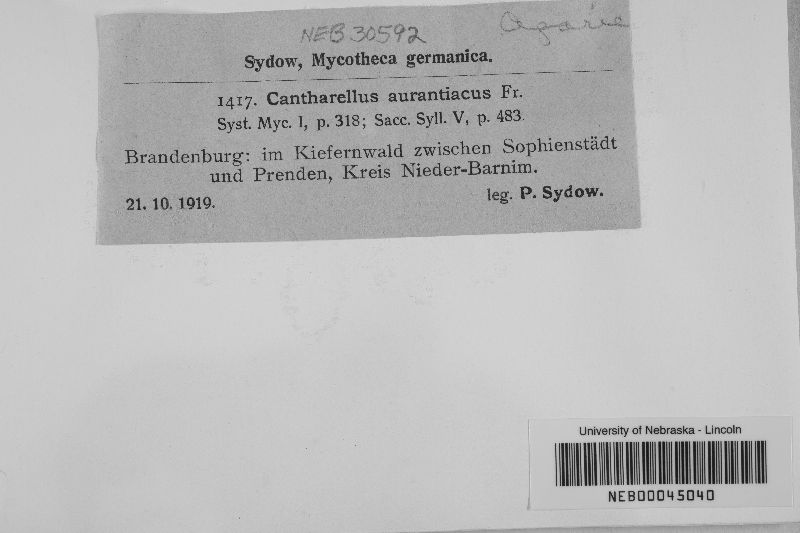 NEB 30592
Agaric
Sydow, Mycotheca germanica.
1417. Cantharellus aurantiacus Fr.
Syst. Myc. I, p. 318; Sacc. Syll. V, p. 483.
Brandenburg: im Kiefernwald zwischen Sophienstädt
und Prenden, Kreis Nieder-Barnim.
21. 10. 1919.
leg. P. Sydow.
University of Nebraska - Lincoln
NEB00045040